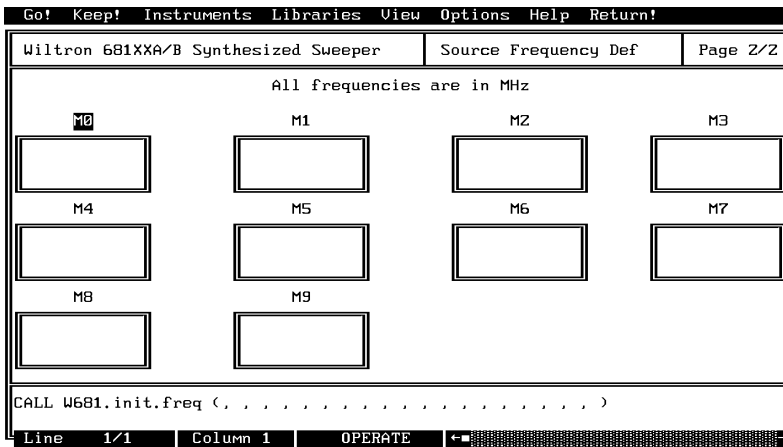 Go! Keep! Instruments Libraries View Options Help Return!
Wiltron 681XXA/B Synthesized Sweeper Source Frequency Def Page 2/2
All frequencies are in MHz
M0 M1 M2 M3
M4 M5 M6 M7
M8 M9
CALL W681.init.freq (, , , , , , , , , , , , , , , , , , , )
Line 1/1 Column 1 OPERATE ←